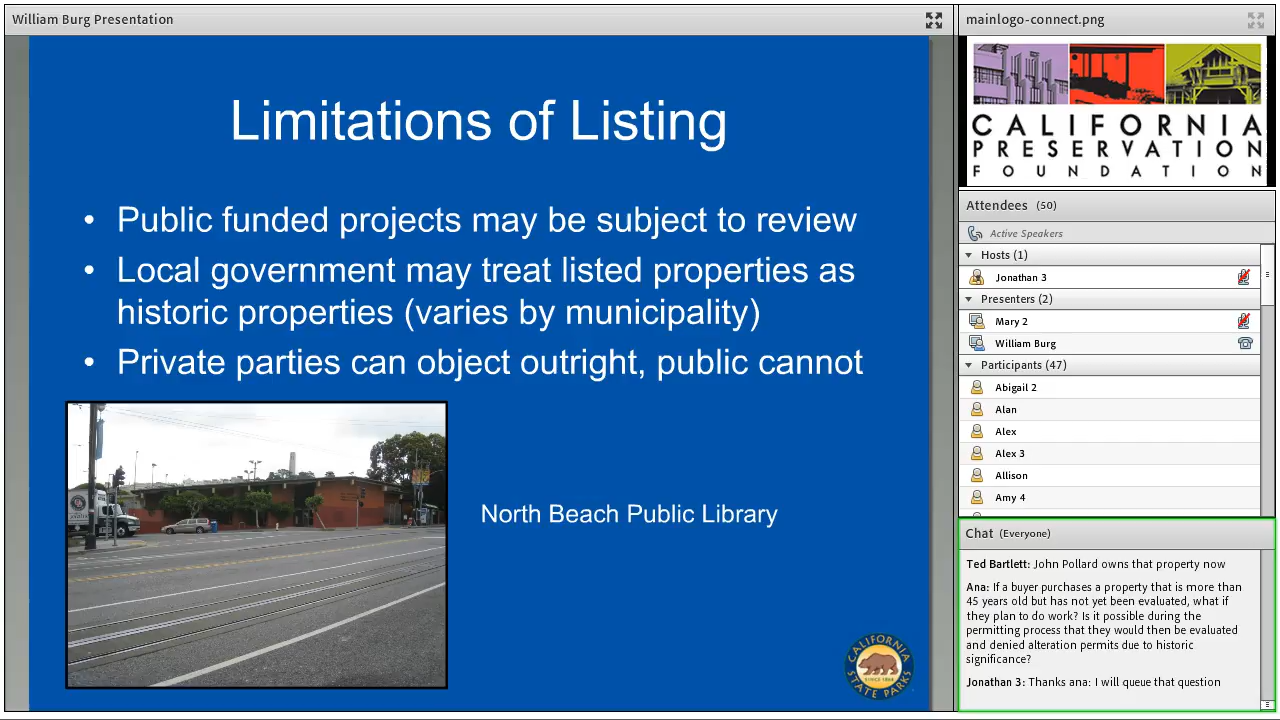 William Burg Presentation
Limitations of Listing
• Public funded projects may be subject to review
• Local government may treat listed properties as
historic properties (varies by municipality)
• Private parties can object outright, public cannot
North Beach Public Library
CALIFORNIA
STATE PARKS
SINCE 1864
mainlogo-connect.png
CALIFORNIA
PRESERVATION
FOUNDATION
Attendees (50)
Active Speakers
Hosts (1)
Jonathan 3
Presenters (2)
Mary 2
William Burg
Participants (47)
Abigail 2
Alan
Alex
Alex 3
Allison
Amy 4
Chat (Everyone)
Ted Bartlett: John Pollard owns that property now
Ana: If a buyer purchases a property that is more than
45 years old but has not yet been evaluated, what if
they plan to do work? Is it possible during the
permitting process that they would then be evaluated
and denied alteration permits due to historic
significance?
Jonathan 3: Thanks ana: I will queue that question